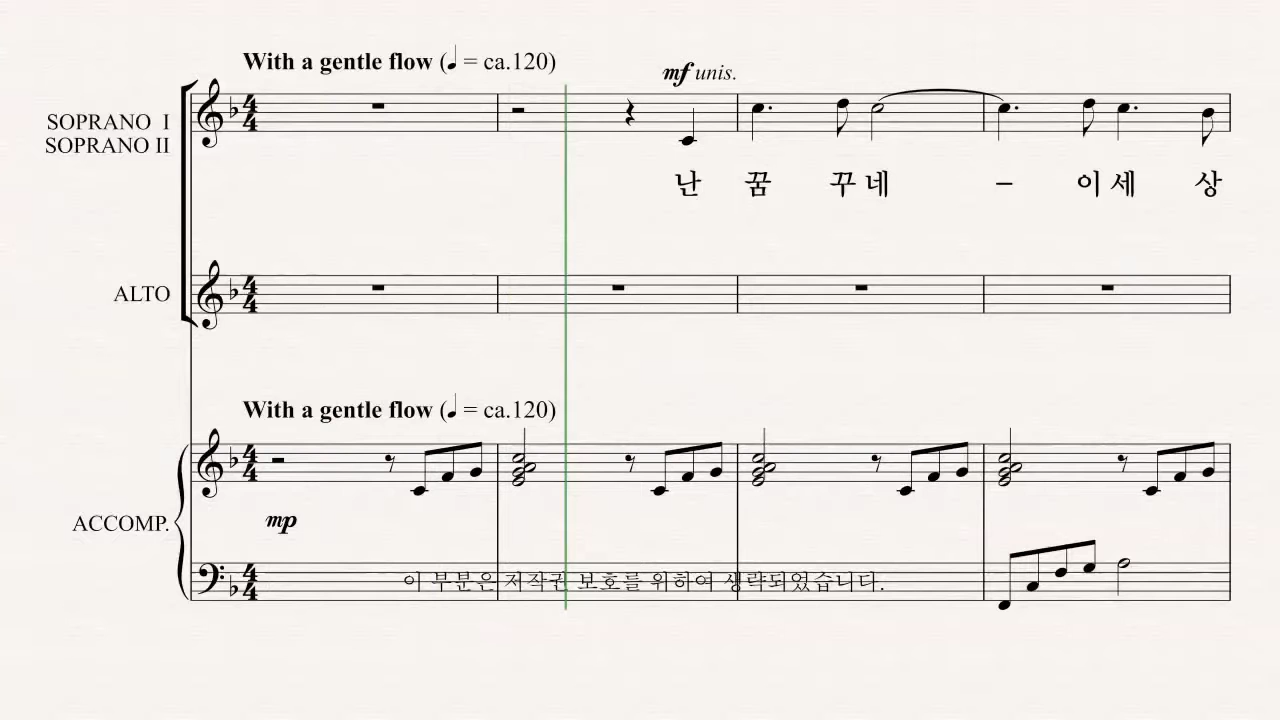 With a gentle flow (♩ = ca.120)
mf unis.
SOPRANO I
SOPRANO II
난 꿈 꾸 네 – 이 세 상
ALTO
With a gentle flow (♩ = ca.120)
mp
ACCOMP.
이 부분은 저작권 보호를 위하여 생략되었습니다.